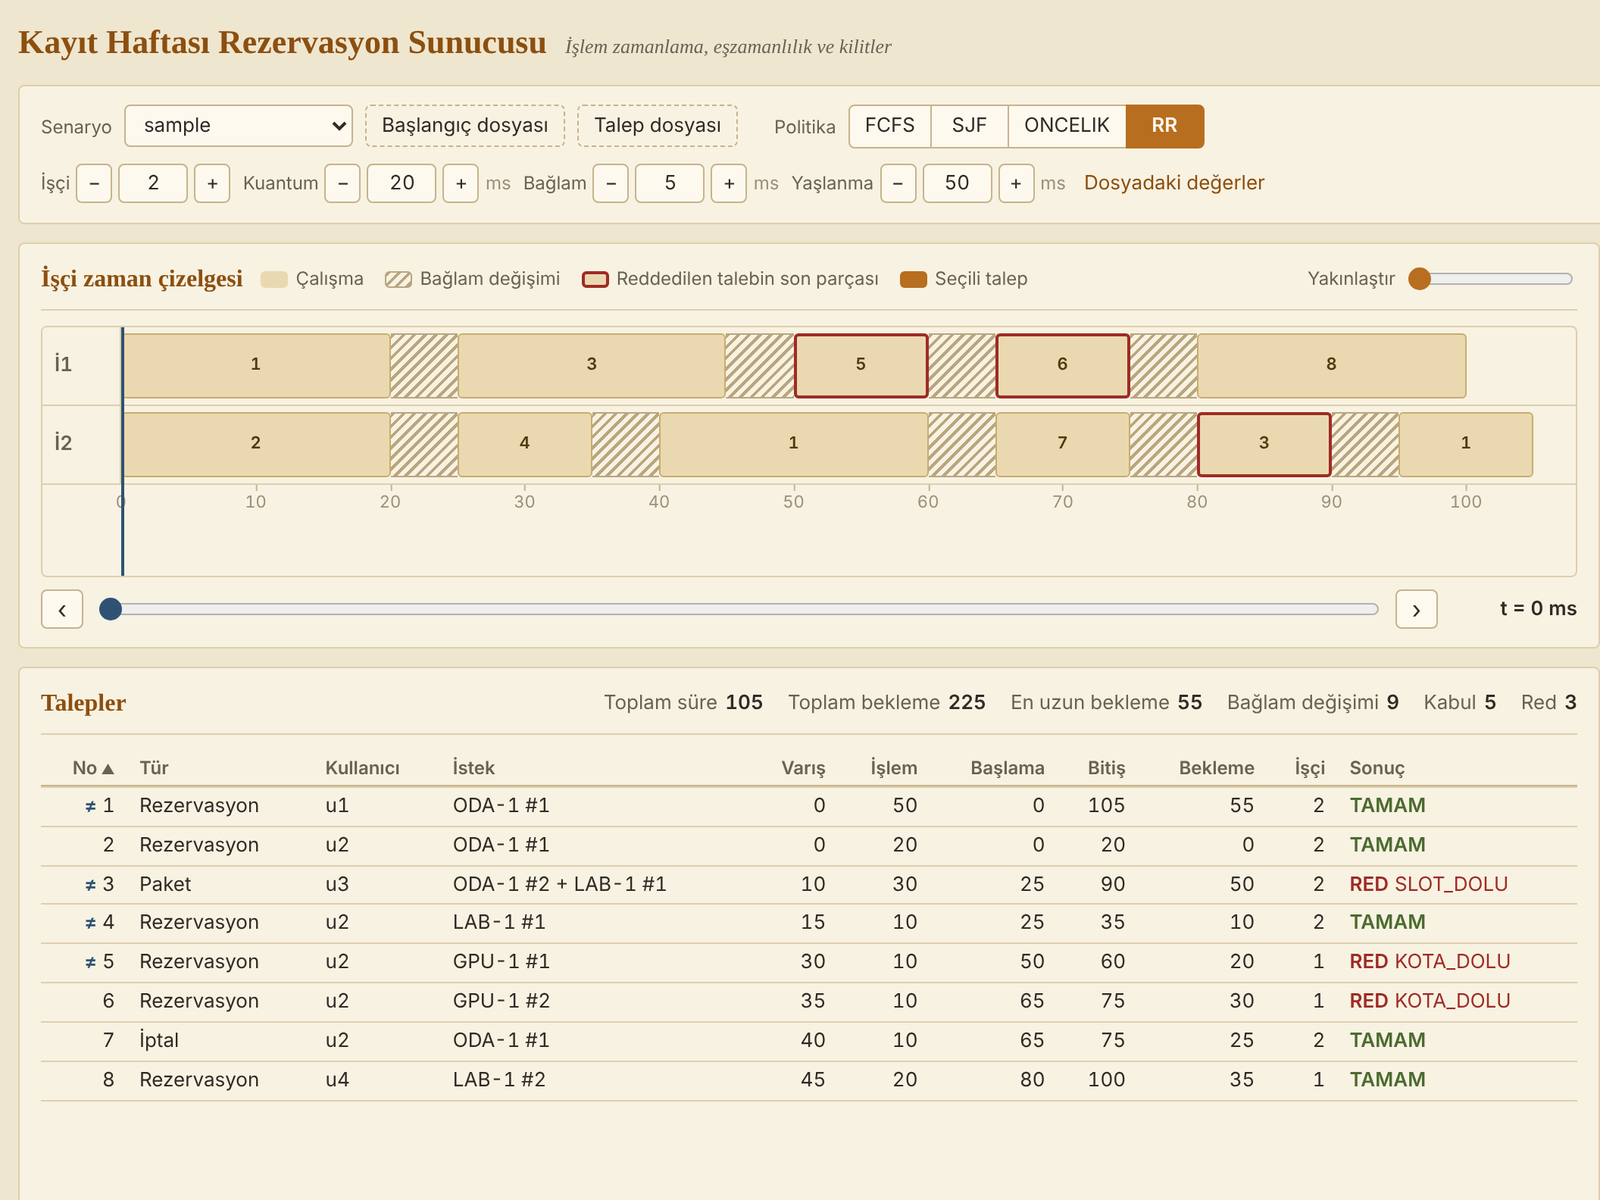 Kayıt Haftası Rezervasyon Sunucusu İşlem zamanlama, eşzamanlılık ve kilitler
Senaryo sample Başlangıç dosyası Talep dosyası Politika FCFS SJF ONCELIK RR
İşçi − 2 + Kuantum − 20 + ms Bağlam − 5 + ms Yaşlanma − 50 + ms Dosyadaki değerler
İşçi zaman çizelgesi Çalışma Bağlam değişimi Reddedilen talebin son parçası Seçili talep Yakınlaştır
İ1 1 3 5 6 8
İ2 2 4 1 7 3 1
0 10 20 30 40 50 60 70 80 90 100
‹ › t = 0 ms
Talepler Toplam süre 105 Toplam bekleme 225 En uzun bekleme 55 Bağlam değişimi 9 Kabul 5 Red 3
No ▲ Tür Kullanıcı İstek Varış İşlem Başlama Bitiş Bekleme İşçi Sonuç
≠ 1 Rezervasyon u1 ODA-1 #1 0 50 0 105 55 2 TAMAM
2 Rezervasyon u2 ODA-1 #1 0 20 0 20 0 2 TAMAM
≠ 3 Paket u3 ODA-1 #2 + LAB-1 #1 10 30 25 90 50 2 RED SLOT_DOLU
≠ 4 Rezervasyon u2 LAB-1 #1 15 10 25 35 10 2 TAMAM
≠ 5 Rezervasyon u2 GPU-1 #1 30 10 50 60 20 1 RED KOTA_DOLU
6 Rezervasyon u2 GPU-1 #2 35 10 65 75 30 1 RED KOTA_DOLU
7 İptal u2 ODA-1 #1 40 10 65 75 25 2 TAMAM
8 Rezervasyon u4 LAB-1 #2 45 20 80 100 35 1 TAMAM